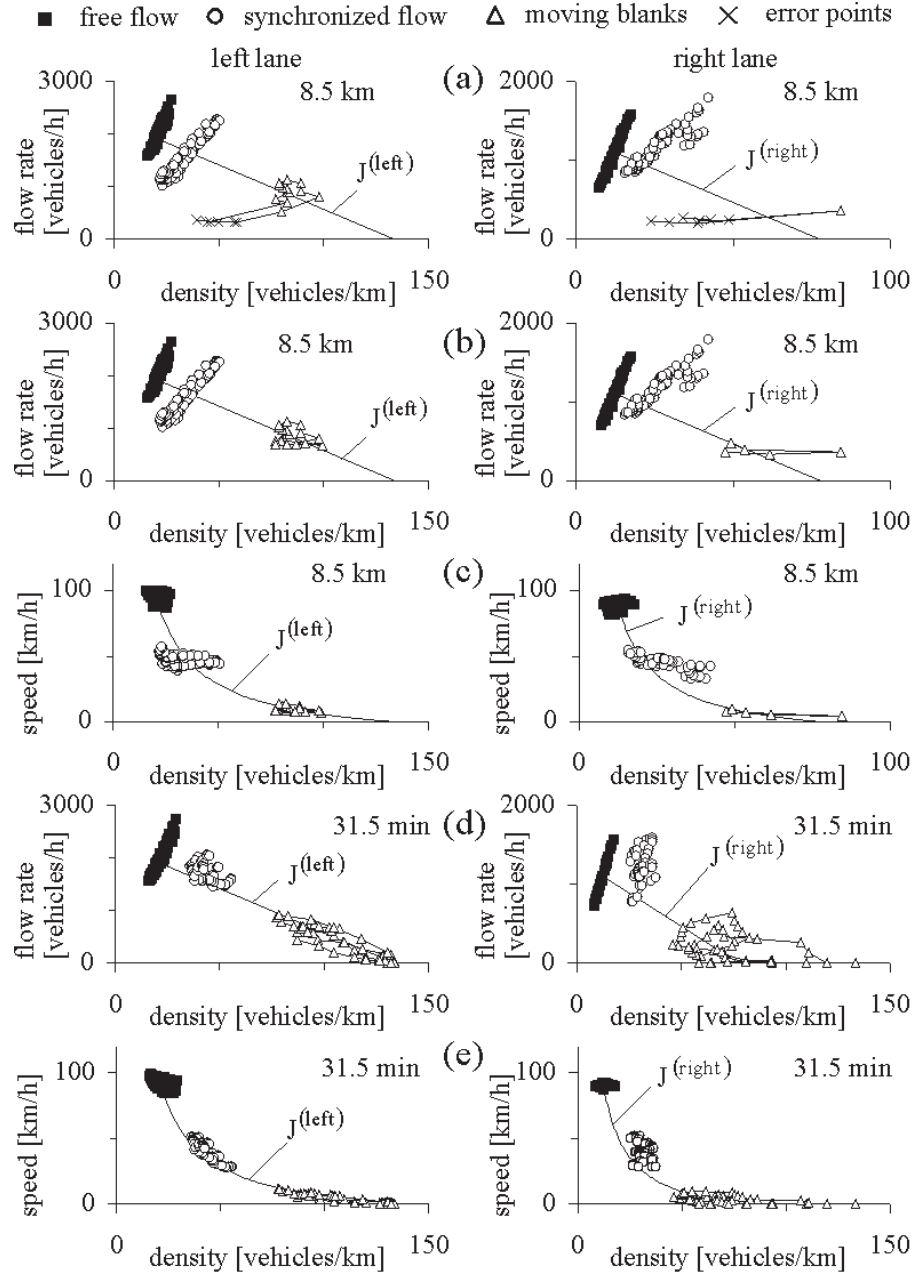 ■ free flow ○ synchronized flow △ moving blanks × error points
left lane (a) right lane
3000 8.5 km 2000 8.5 km
flow rate [vehicles/h] J(left) flow rate [vehicles/h] J(right)
0 0
0 150 0 100
density [vehicles/km] density [vehicles/km]
3000 8.5 km (b) 2000 8.5 km
flow rate [vehicles/h] J(left) flow rate [vehicles/h] J(right)
0 0
0 150 0 100
density [vehicles/km] density [vehicles/km]
8.5 km (c) 8.5 km
100 100
speed [km/h] J(left) speed [km/h] J(right)
0 0
0 150 0 100
density [vehicles/km] density [vehicles/km]
3000 31.5 min (d) 2000 31.5 min
flow rate [vehicles/h] J(left) flow rate [vehicles/h] J(right)
0 0
0 150 0 150
density [vehicles/km] density [vehicles/km]
31.5 min (e) 31.5 min
100 100
speed [km/h] J(left) speed [km/h] J(right)
0 0
0 150 0 150
density [vehicles/km] density [vehicles/km]